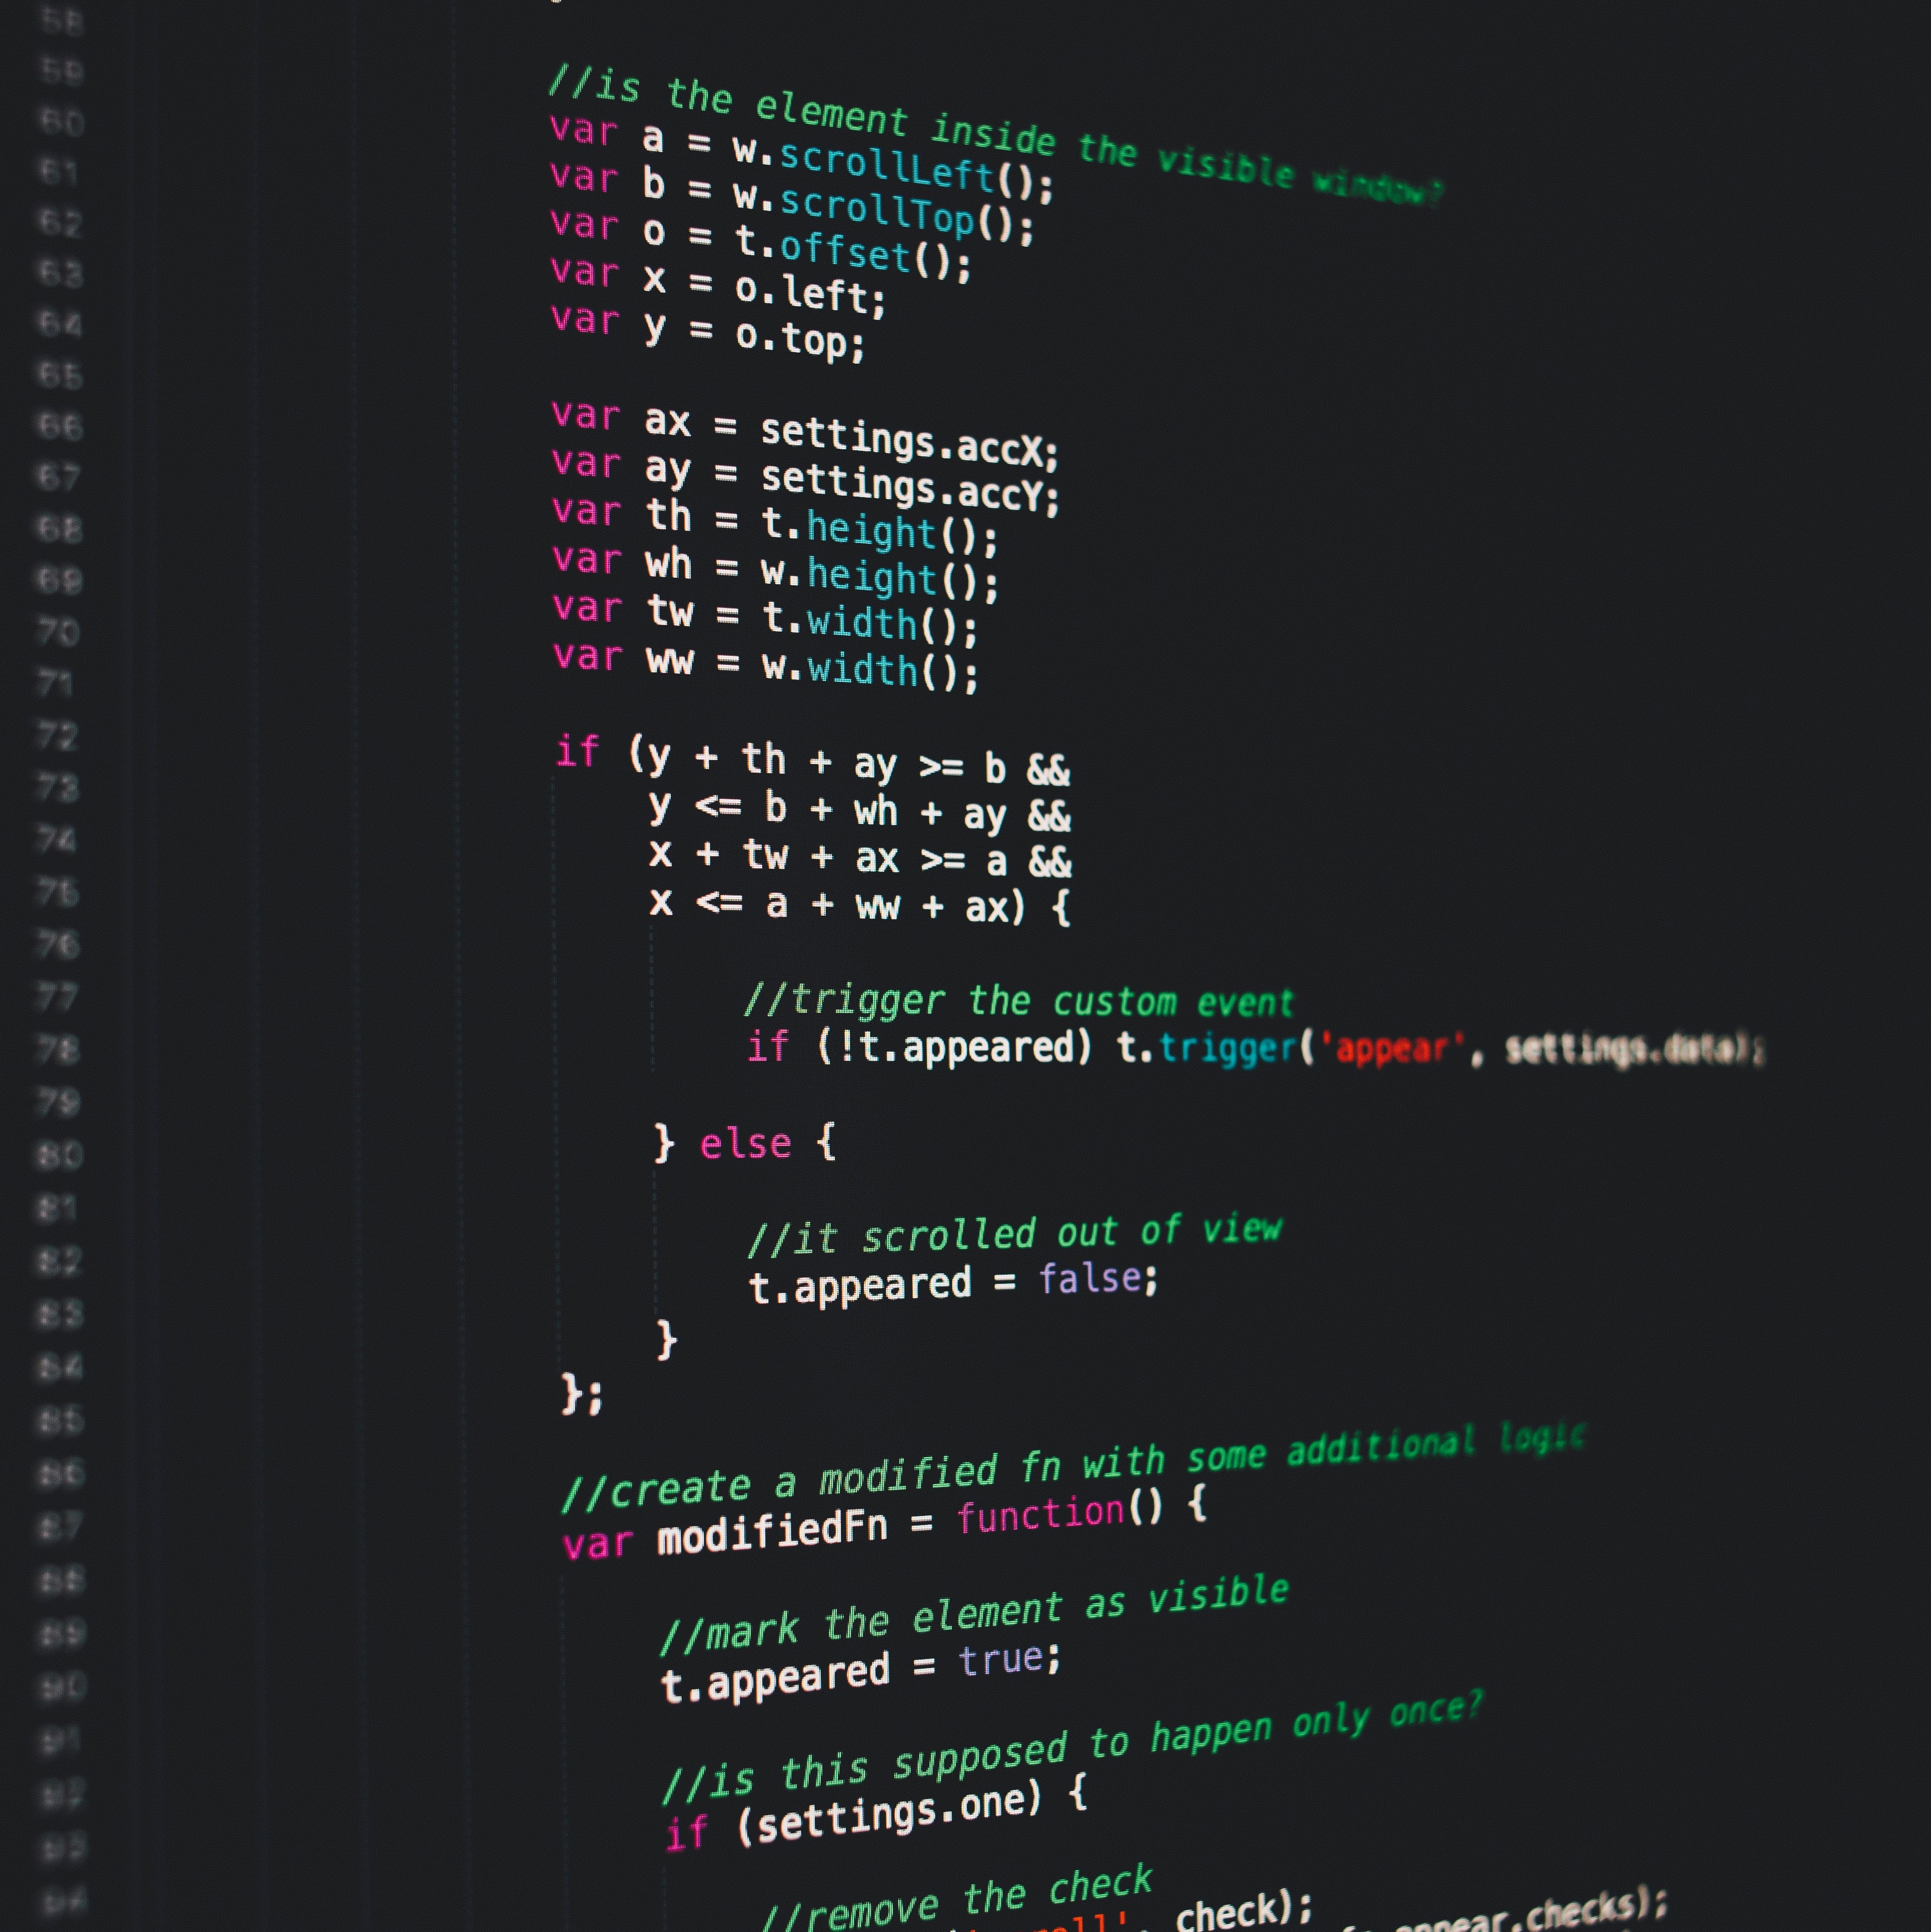 58
59
//is the element inside the visible window?
60
var a = w.scrollLeft();
61
var b = w.scrollTop();
62
var o = t.offset();
63
var x = o.left;
64
var y = o.top;
65
66
var ax = settings.accX;
67
var ay = settings.accY;
68
var th = t.height();
69
var wh = w.height();
70
var tw = t.width();
71
var ww = w.width();
72
if (y + th + ay >= b &&
73
y <= b + wh + ay &&
74
x + tw + ax >= a &&
75
x <= a + ww + ax) {
76
77
//trigger the custom event
78
if (!t.appeared) t.trigger('appear', settings.data);
79
80
} else {
81
82
//it scrolled out of view
83
t.appeared = false;
84
}
85
};
86
//create a modified fn with some additional logic
87
var modifiedFn = function() {
88
89
//mark the element as visible
90
t.appeared = true;
91
92
//is this supposed to happen only once?
93
if (settings.one) {
94
//remove the check
check);
appear.checks);